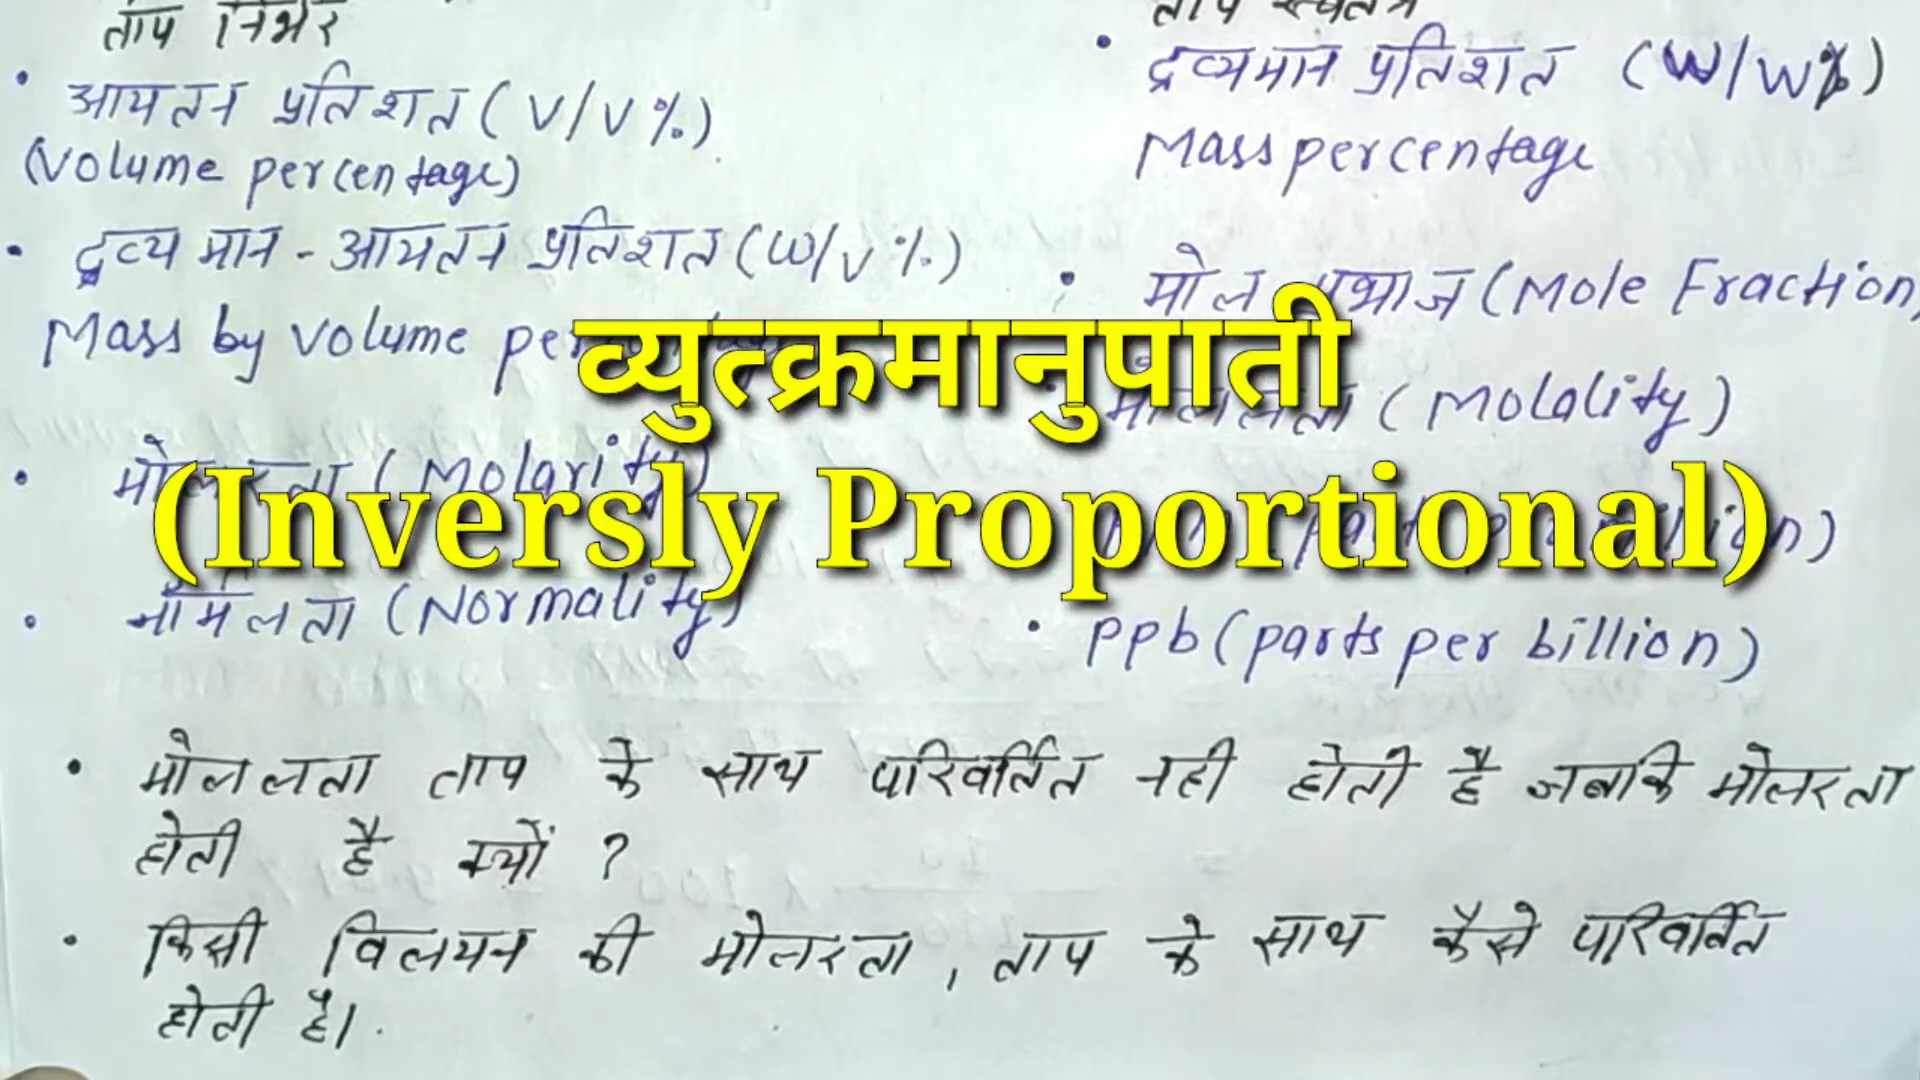 ताप निर्भर
• आयतन प्रतिशत (V/V %)
(Volume percentage)
• द्रव्यमान - आयतन प्रतिशत (W/V %)
Mass by volume
• मोलरता (Molarity)
• नॉर्मलता (Normality)
ताप स्वतंत्र
• द्रव्यमान प्रतिशत (W/W%)
Mass percentage
• मोल प्रभाज (Mole Fraction)
मोललता (Molality)
• ppb (parts per billion)
व्युत्क्रमानुपाती
(Inversly Proportional)
• मोललता ताप के साथ परिवर्तित नही होती है जबकि मोलरता
होती है क्यों ?
• किसी विलयन की मोलरता, ताप के साथ कैसे परिवर्तित
होती है।